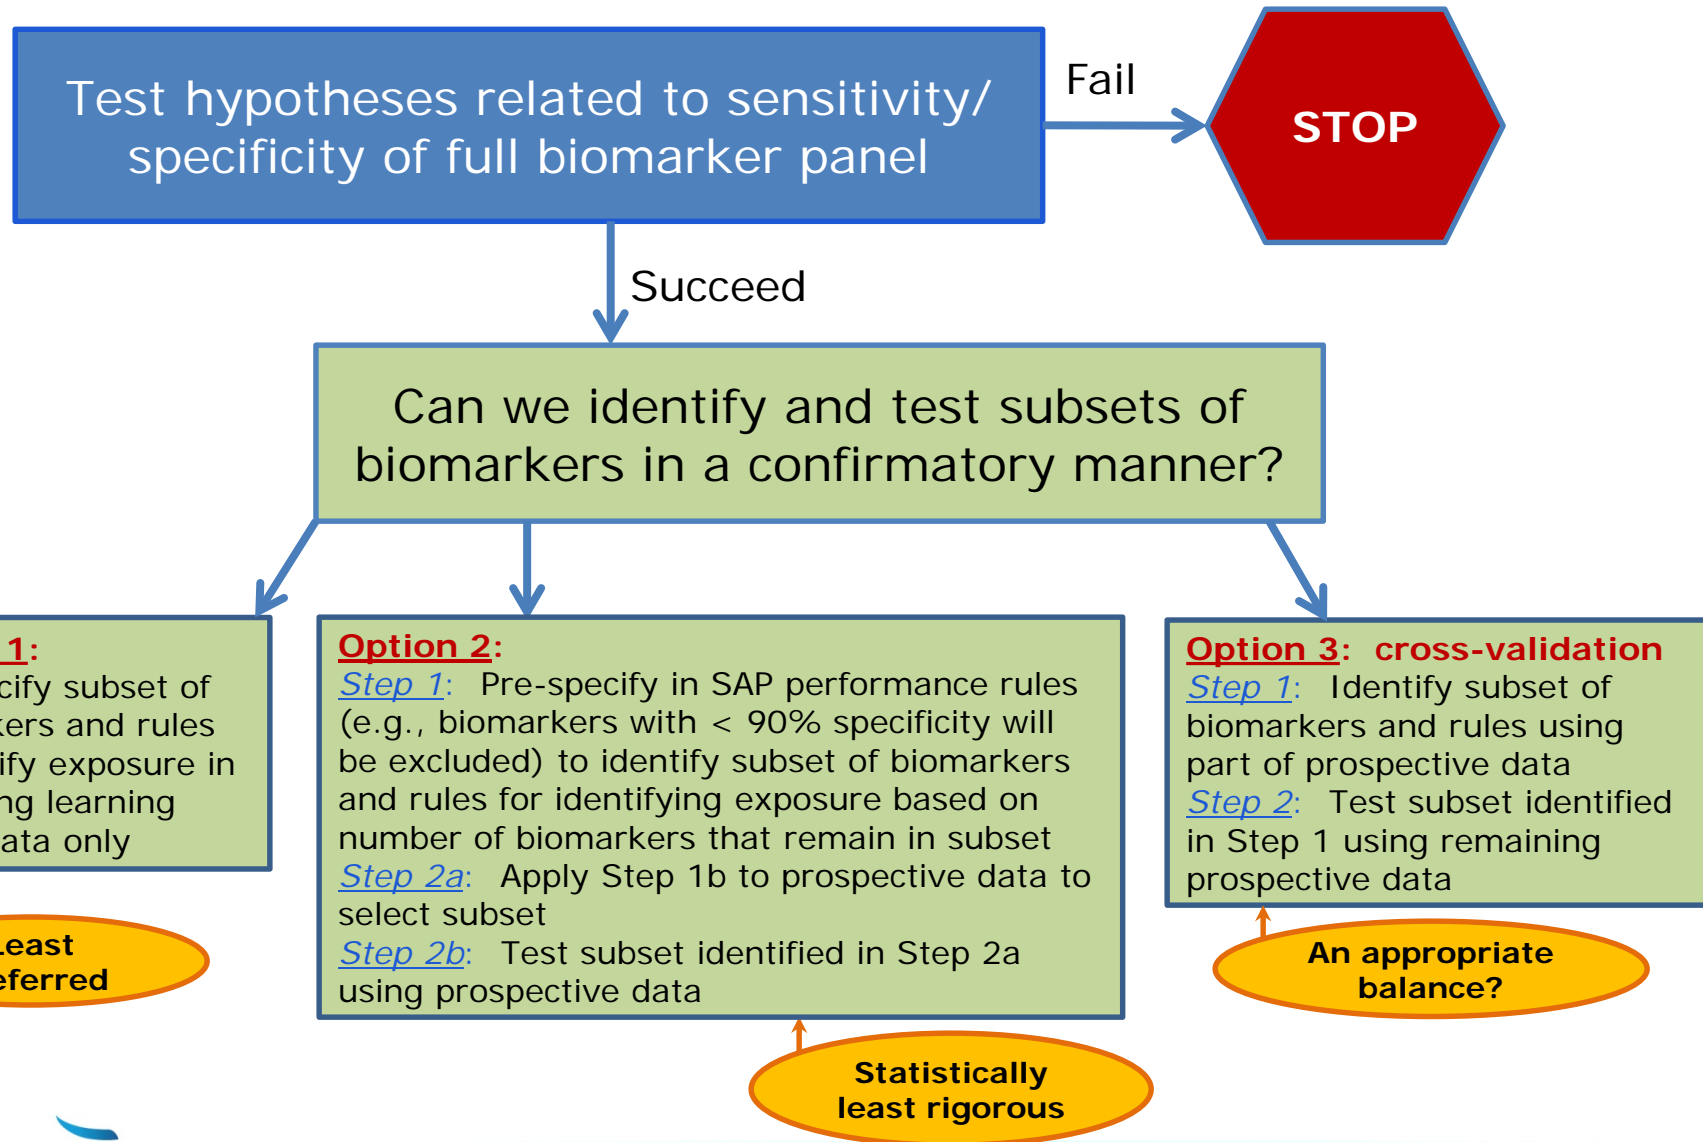 Test hypotheses related to sensitivity/
specificity of full biomarker panel
Fail
STOP
Succeed
Can we identify and test subsets of
biomarkers in a confirmatory manner?
1:
subset of
and rules
exposure in
learning
only
Option 2:
Step 1: Pre-specify in SAP performance rules
(e.g., biomarkers with < 90% specificity will
be excluded) to identify subset of biomarkers
and rules for identifying exposure based on
number of biomarkers that remain in subset
Step 2a: Apply Step 1b to prospective data to
select subset
Step 2b: Test subset identified in Step 2a
using prospective data
Option 3: cross-validation
Step 1: Identify subset of
biomarkers and rules using
part of prospective data
Step 2: Test subset identified
in Step 1 using remaining
prospective data
Least
An appropriate
balance?
Statistically
least rigorous